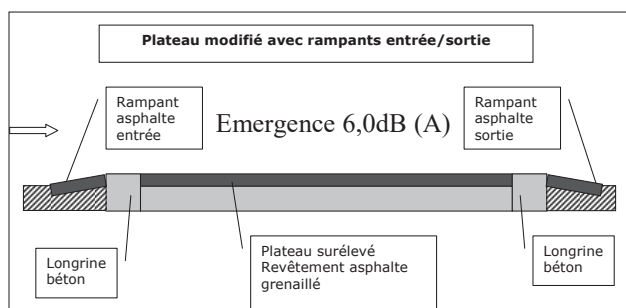 Plateau modifié avec rampants entrée/sortie
Rampant
asphalte
entrée
Emergence 6,0dB (A)
Rampant
asphalte
sortie
Longrine
béton
Plateau surélevé
Revêtement asphalte
grenaillé
Longrine
béton